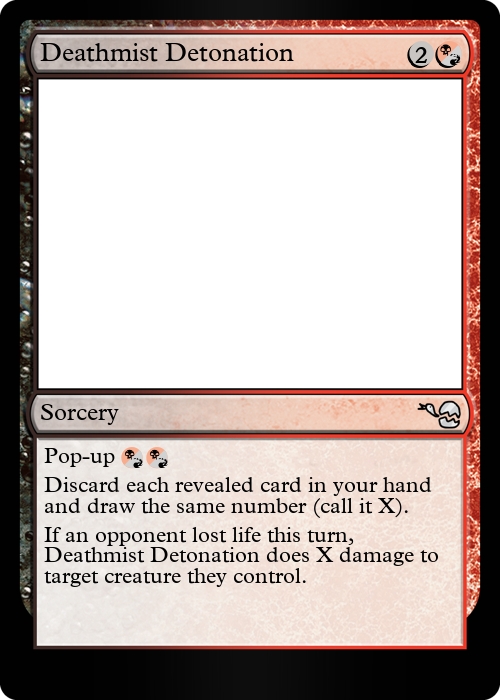 Deathmist Detonation 2
Sorcery
Pop-up
Discard each revealed card in your hand
and draw the same number (call it X).
If an opponent lost life this turn,
Deathmist Detonation does X damage to
target creature they control.